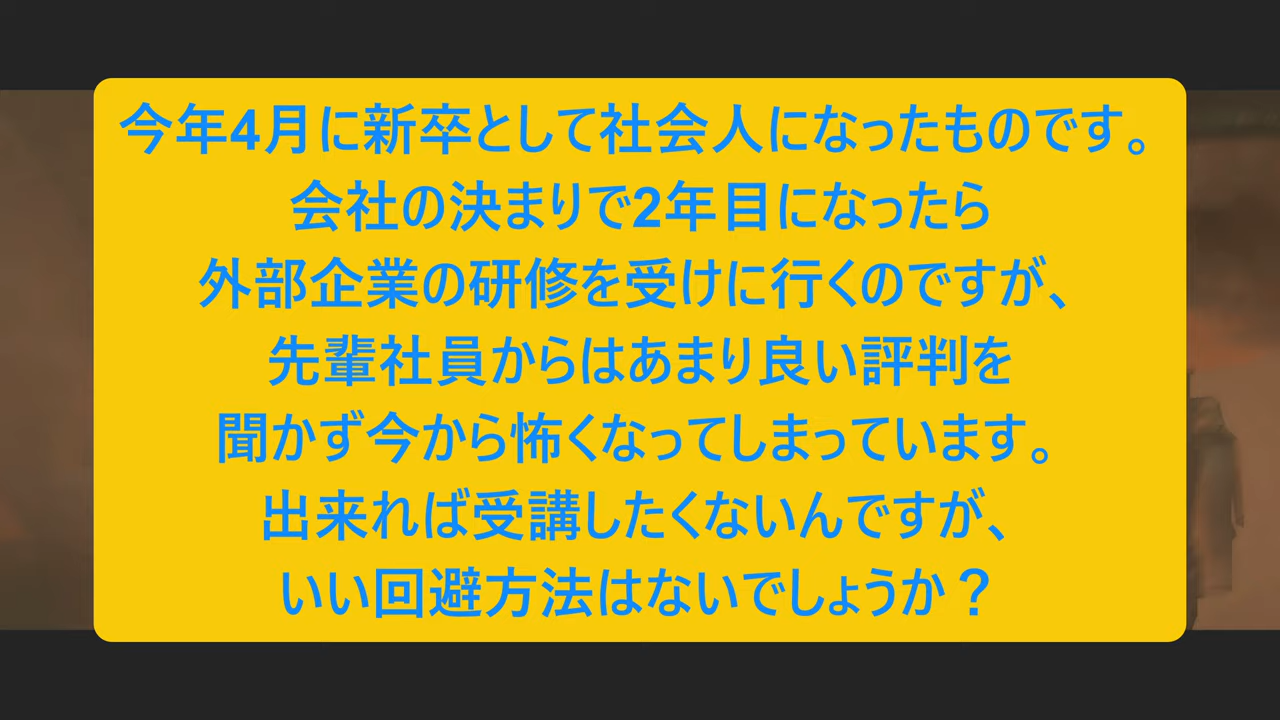 今年4月に新卒として社会人になったものです。
会社の決まりで2年目になったら
外部企業の研修を受けに行くのですが、
先輩社員からはあまり良い評判を
聞かず今から怖くなってしまっています。
出来れば受講したくないんですが、
いい回避方法はないでしょうか？